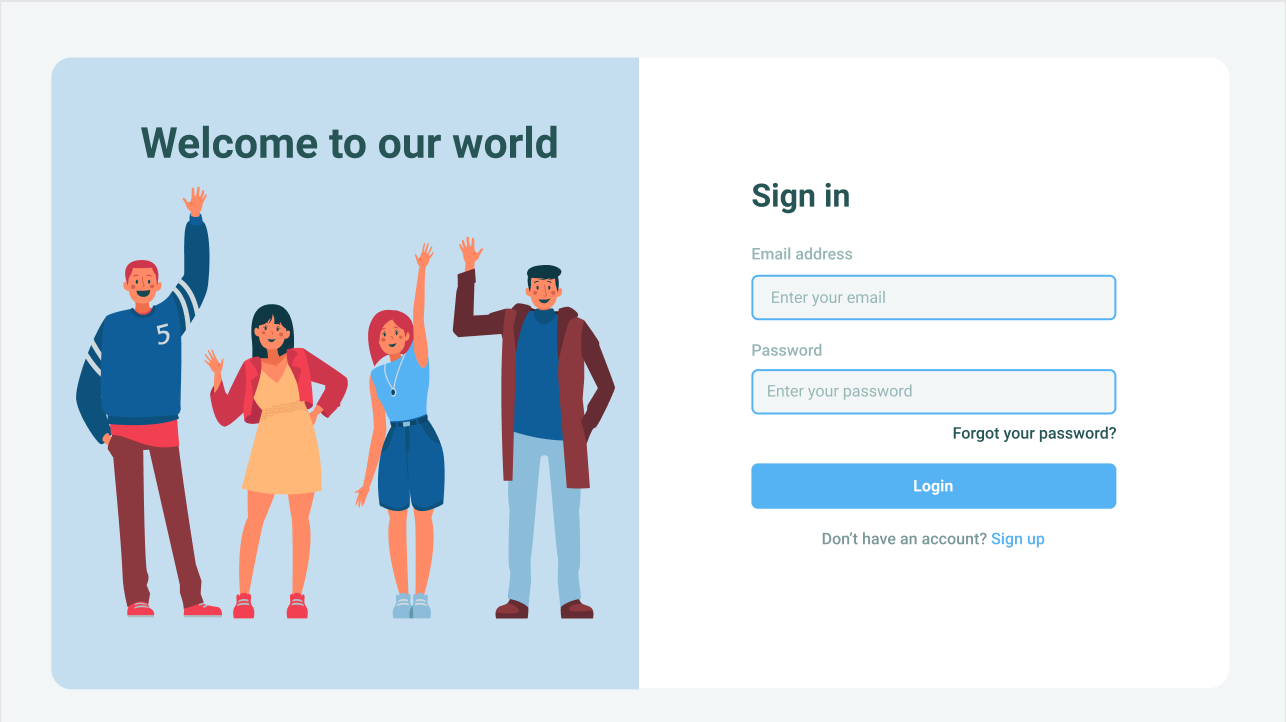 Welcome to our world
5
Sign in
Email address
Enter your email
Password
Enter your password
Forgot your password?
Login
Don’t have an account? Sign up